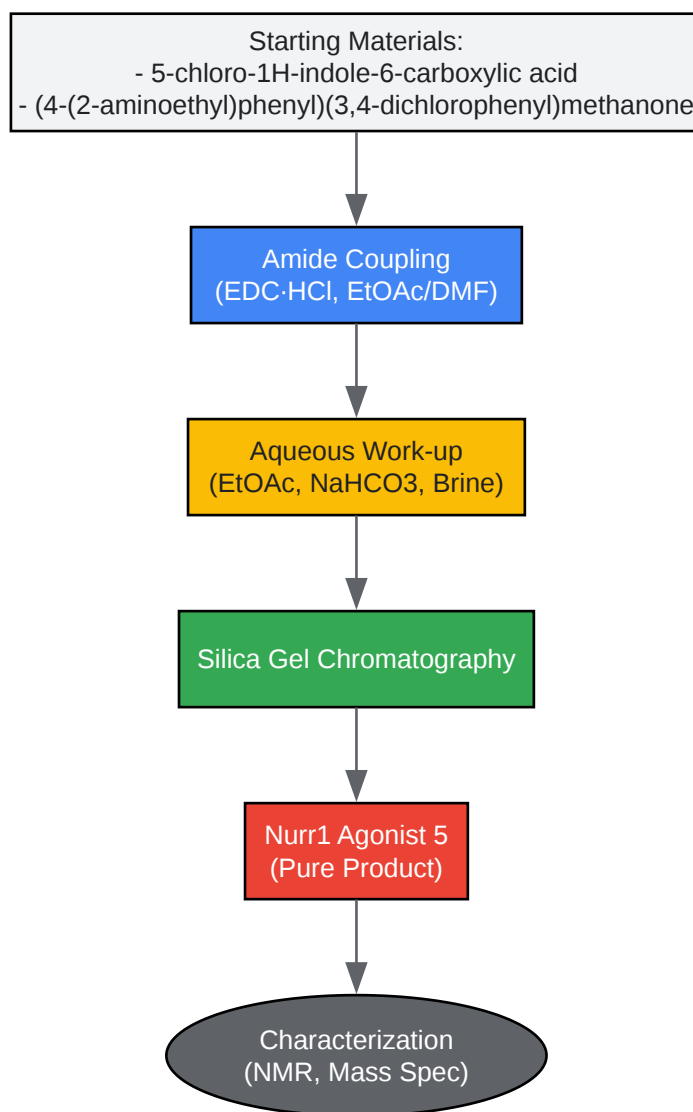 Starting Materials:
- 5-chloro-1H-indole-6-carboxylic acid
- (4-(2-aminoethyl)phenyl)(3,4-dichlorophenyl)methanone
Amide Coupling
(EDC·HCl, EtOAc/DMF)
Aqueous Work-up
(EtOAc, NaHCO3, Brine)
Silica Gel Chromatography
Nurr1 Agonist 5
(Pure Product)
Characterization
(NMR, Mass Spec)